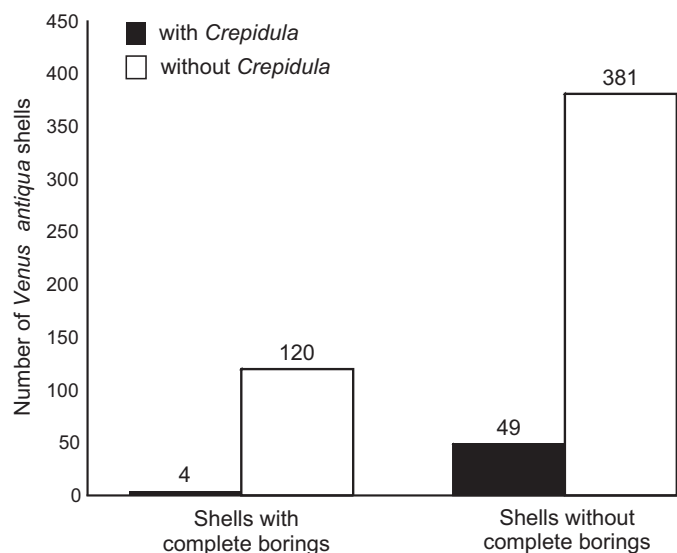 450
400
350
300
250
200
150
100
50
0
Number of Venus antiqua shells
with Crepidula
without Crepidula
4
120
49
381
Shells with
complete borings
Shells without
complete borings